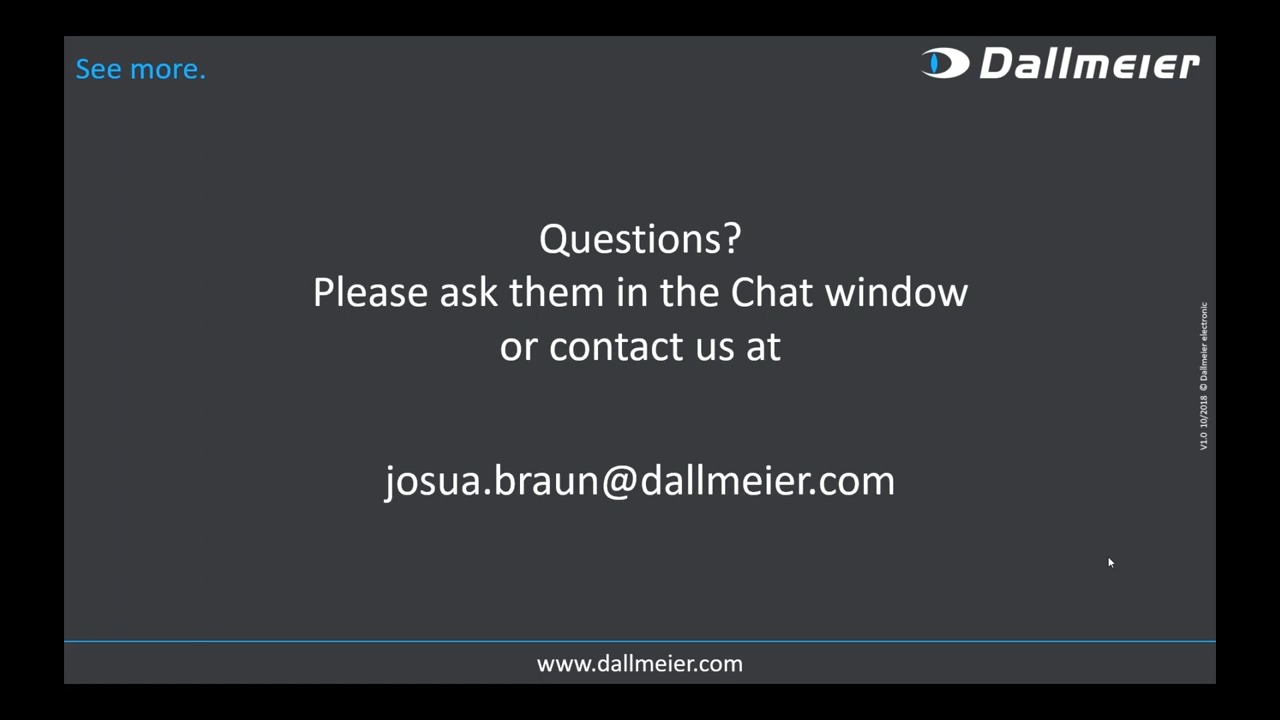 See more.
Dallmeier
Questions?
Please ask them in the Chat window
or contact us at
josua.braun@dallmeier.com
V1.0 10/2018 © Dallmeier electronic
www.dallmeier.com